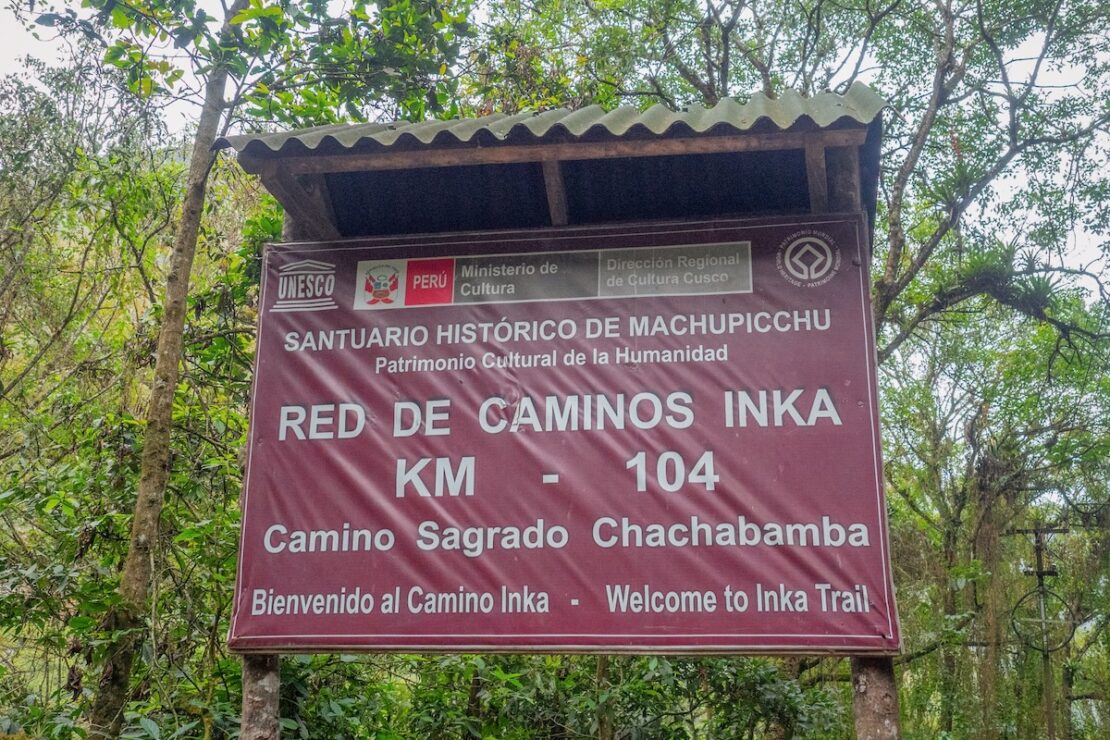 UNESCO
PERÚ
Ministerio de
Cultura
Dirección Regional
de Cultura Cusco
SANTUARIO HISTÓRICO DE MACHUPICCHU
Patrimonio Cultural de la Humanidad
RED DE CAMINOS INKA
KM - 104
Camino Sagrado Chachabamba
Bienvenido al Camino Inka - Welcome to Inka Trail